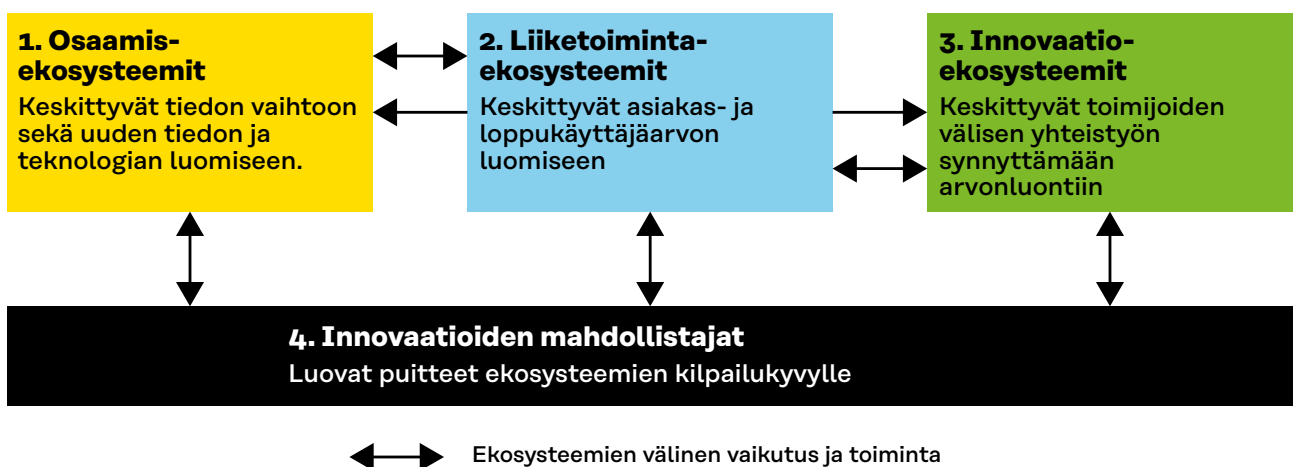 1. Osaamis-
ekosysteemit
Keskittyvät tiedon vaihtoon
sekä uuden tiedon ja
teknologian luomiseen.
2. Liiketoiminta-
ekosysteemit
Keskittyvät asiakas- ja
loppukäyttäjäarvon
luomiseen
3. Innovaatio-
ekosysteemit
Keskittyvät toimijoiden
välisen yhteistyön
synnyttämään
arvonluontiin
4. Innovaatioiden mahdollistajat
Luovat puitteet ekosysteemien kilpailukyvylle
Ekosysteemien välinen vaikutus ja toiminta